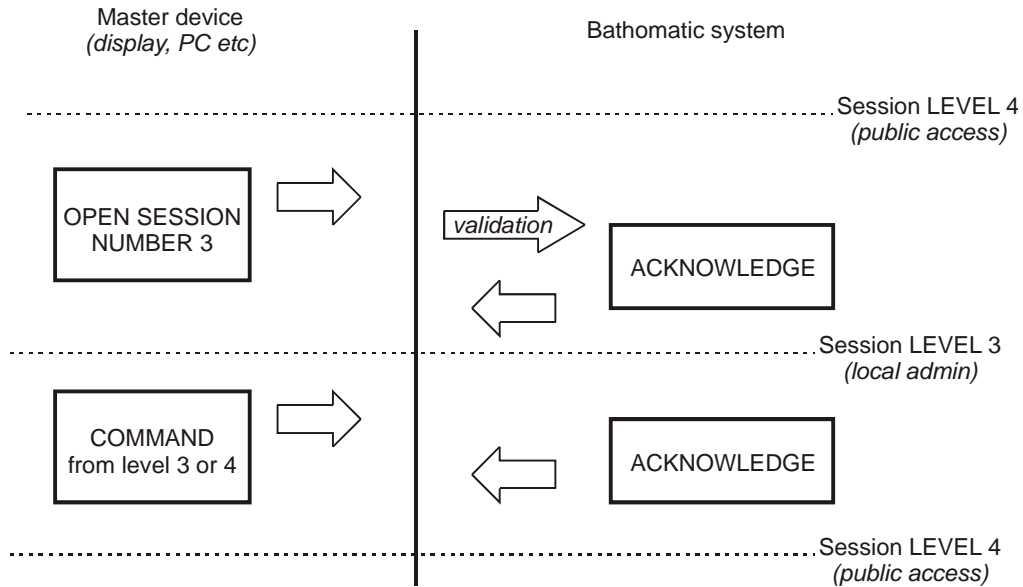 Master device
(display, PC etc)
Bathomatic system
Session LEVEL 4
(public access)
OPEN SESSION
NUMBER 3
validation
ACKNOWLEDGE
Session LEVEL 3
(local admin)
COMMAND
from level 3 or 4
ACKNOWLEDGE
Session LEVEL 4
(public access)